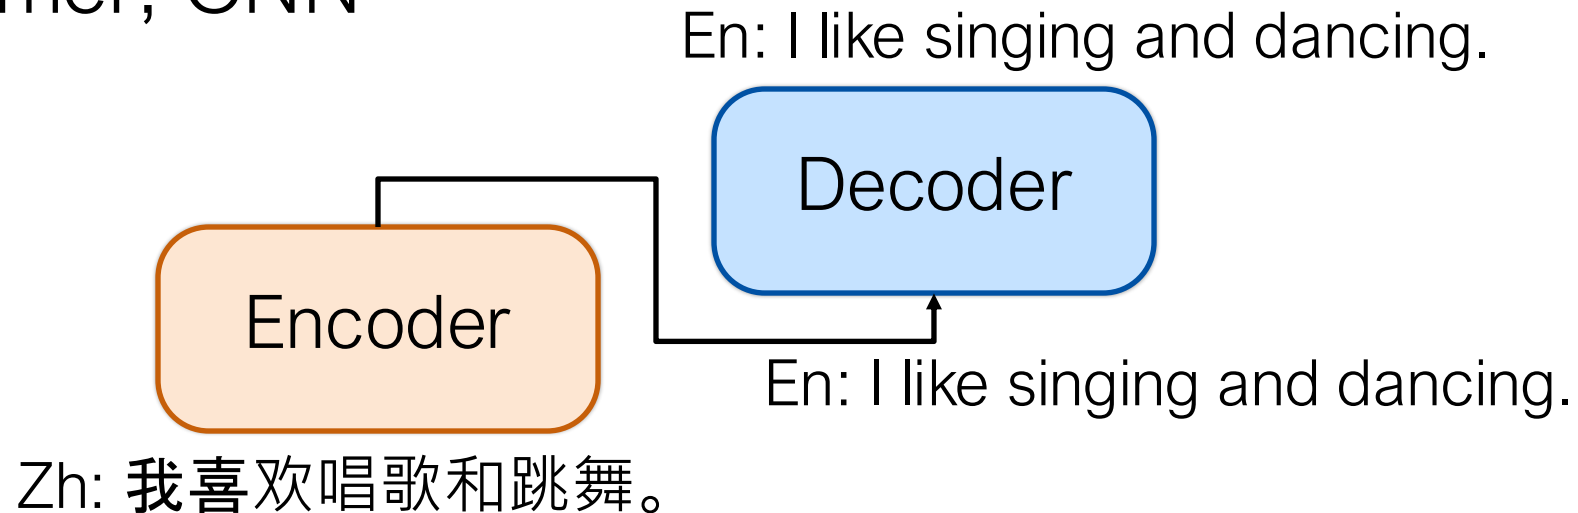 CNN
En: I like singing and dancing.
Decoder
Encoder
En: I like singing and dancing.
Zh: 我喜欢唱歌和跳舞。